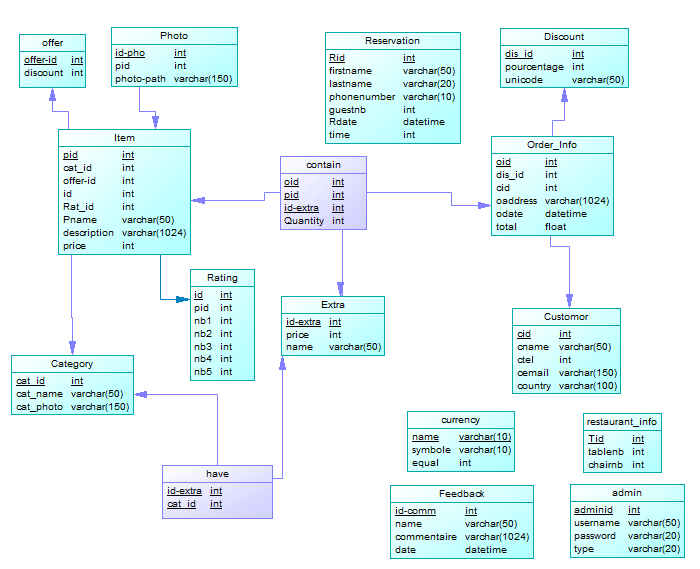 offer
offer-id int
discount int
Photo
id-pho int
pid int
photo-path varchar(150)
Reservation
Rid int
firstname varchar(50)
lastname varchar(20)
phonenumber varchar(10)
guestnb int
Rdate datetime
time int
Discount
dis_id int
pourcentage int
unicode varchar(50)
Item
pid int
cat_id int
offer-id int
id int
Rat_id int
Pname varchar(50)
description varchar(1024)
price int
contain
oid int
pid int
id-extra int
Quantity int
Order_Info
oid int
dis_id int
cid int
oaddress varchar(1024)
odate datetime
total float
Rating
id int
pid int
nb1 int
nb2 int
nb3 int
nb4 int
nb5 int
Extra
id-extra int
price int
name varchar(50)
Customor
cid int
cname varchar(50)
ctel int
cemail varchar(150)
country varchar(100)
Category
cat_id int
cat_name varchar(50)
cat_photo varchar(150)
have
id-extra int
cat_id int
currency
name varchar(10)
symbole varchar(10)
equal int
restaurant_info
Tid int
tablenb int
chairnb int
Feedback
id-comm int
name varchar(50)
commentaire varchar(1024)
date datetime
admin
adminid int
username varchar(50)
password varchar(20)
type varchar(20)